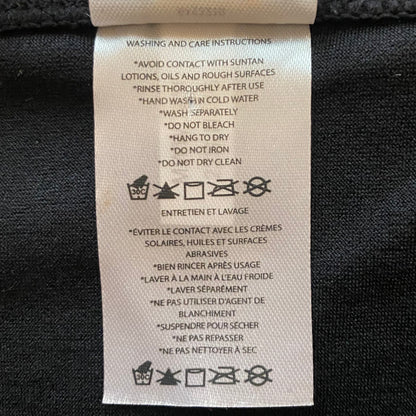 WASHING AND CARE INSTRUCTIONS
*AVOID CONTACT WITH SUNTAN
LOTIONS, OILS AND ROUGH SURFACES
*RINSE THOROUGHLY AFTER USE
*HAND WASH IN COLD WATER
*WASH SEPARATELY
*DO NOT BLEACH
*HANG TO DRY
*DO NOT IRON
*DO NOT DRY CLEAN
ENTRETIEN ET LAVAGE
*ÉVITER LE CONTACT AVEC LES CRÈMES
SOLAIRES, HUILES ET SURFACES
ABRASIVES
*BIEN RINCER APRÈS USAGE
*LAVER À LA MAIN À L'EAU FROIDE
*LAVER SÉPARÉMENT
*NE PAS UTILISER D'AGENT DE
BLANCHIMENT
*SUSPENDRE POUR SÉCHER
*NE PAS REPASSER
*NE PAS NETTOYER À SEC